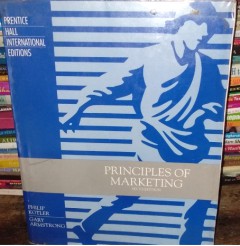 PRENTICE
HALL
INTERNATIONAL
EDITIONS
PRINCIPLES OF
MARKETING
PHILIP
KOTLER
GARY
ARMSTRONG